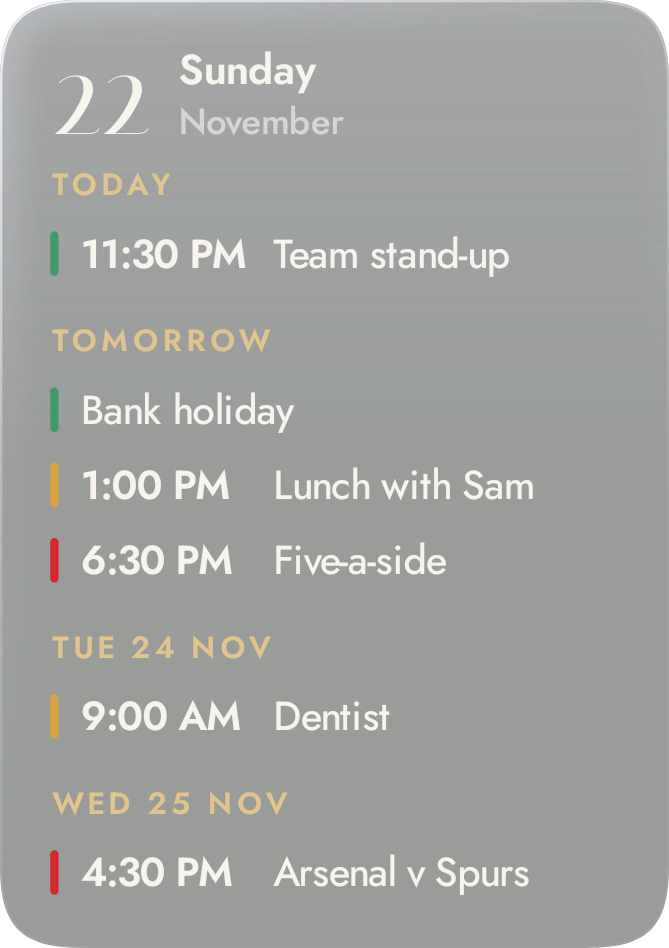 22 Sunday
November
TODAY
11:30 PM Team stand-up
TOMORROW
Bank holiday
1:00 PM Lunch with Sam
6:30 PM Five-a-side
TUE 24 NOV
9:00 AM Dentist
WED 25 NOV
4:30 PM Arsenal v Spurs